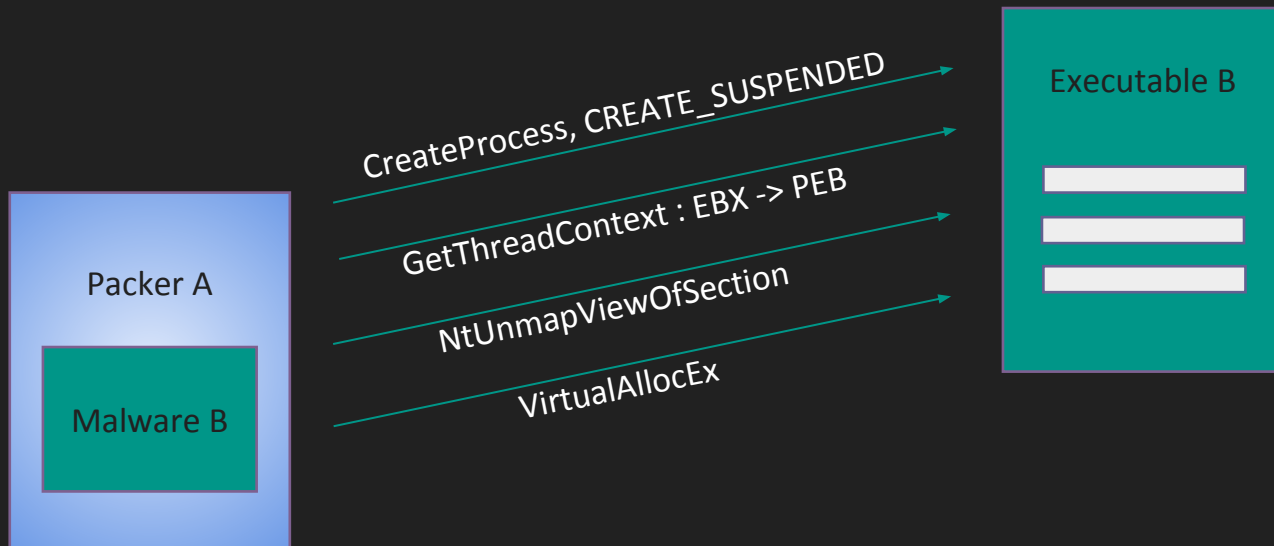 Executable B
CreateProcess, CREATE_SUSPENDED
GetThreadContext : EBX -> PEB
NtUnmapViewOfSection
VirtualAllocEx
Packer A
Malware B